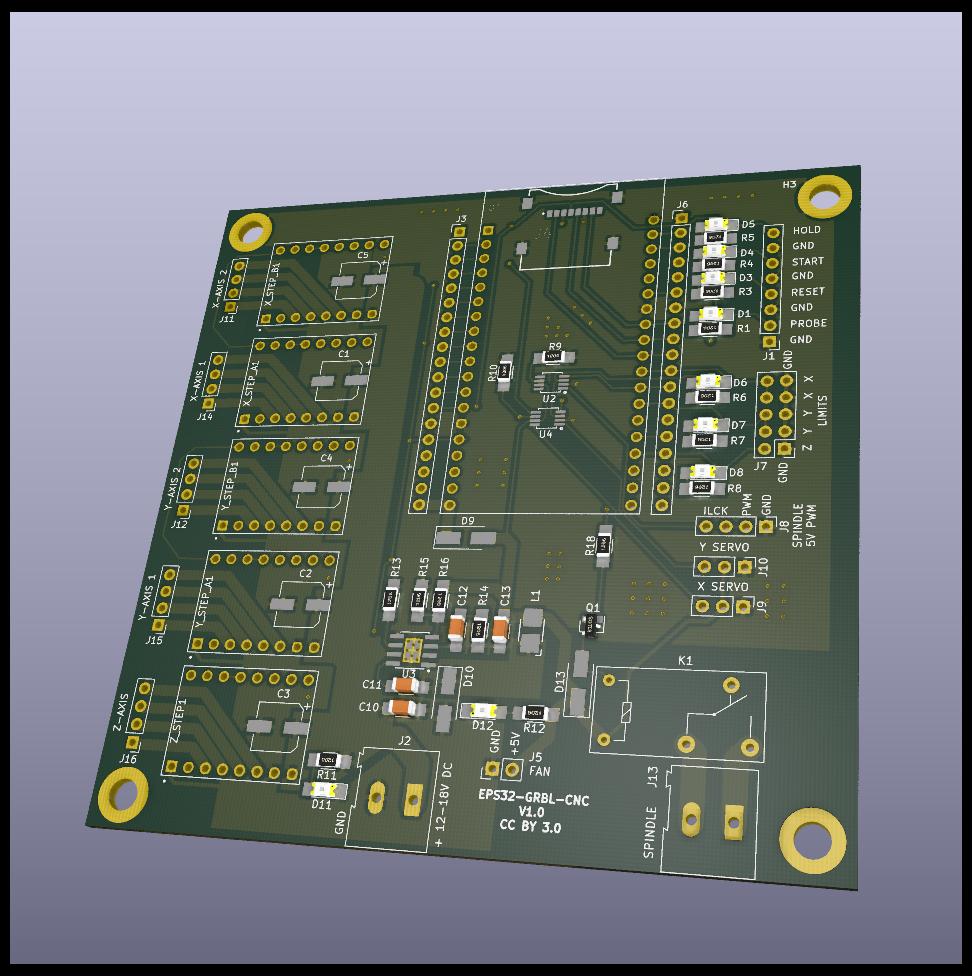 H3
J3
J6
D5
R5
D4
R4
D3
R3
D1
R1
HOLD
GND
START
GND
RESET
GND
PROBE
GND
J1
X-AXIS 2
J11
X_STEP_B1
C5
+
X-AXIS 1
J14
X_STEP_A1
C1
+
R9
R10
U2
U4
D6
R6
D7
R7
D8
R8
GND
X
X
Y
Y
Z
LIMITS
J7
GND
Y-AXIS 2
J12
Y_STEP_B1
C4
+
D9
R18
ILCK
PWM
GND
J8
SPINDLE
5V PWM
Y SERVO
J10
X SERVO
J9
Y-AXIS 1
J15
Y_STEP_A1
C2
+
R13
R15
R16
C12
R14
C13
L1
Q1
U3
C11
C10
D10
D13
K1
Z-AXIS
J16
Z_STEP1
C3
+
D12
R12
R11
D11
J2
GND
+ 12-18V DC
GND
+5V
J5
FAN
J13
SPINDLE
EPS32-GRBL-CNC
V1.0
CC BY 3.0